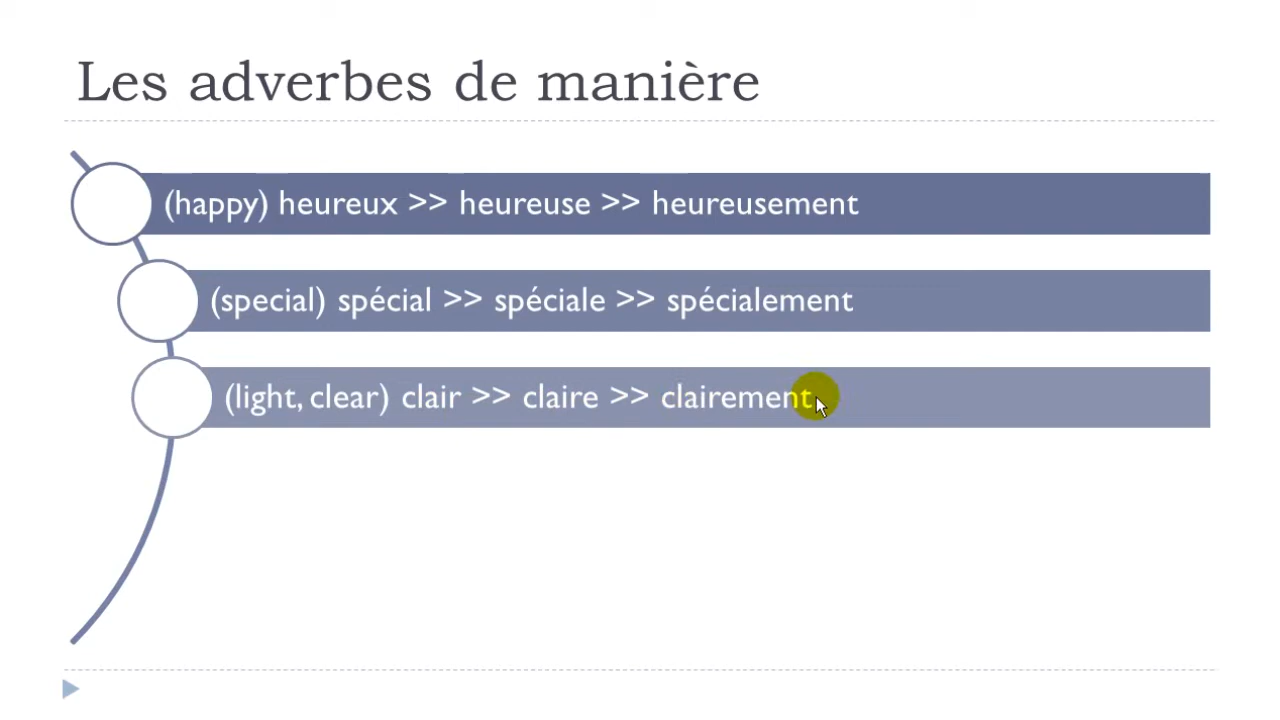 Les adverbes de manière
(happy) heureux >> heureuse >> heureusement
(special) spécial >> spéciale >> spécialement
(light, clear) clair >> claire >> clairement